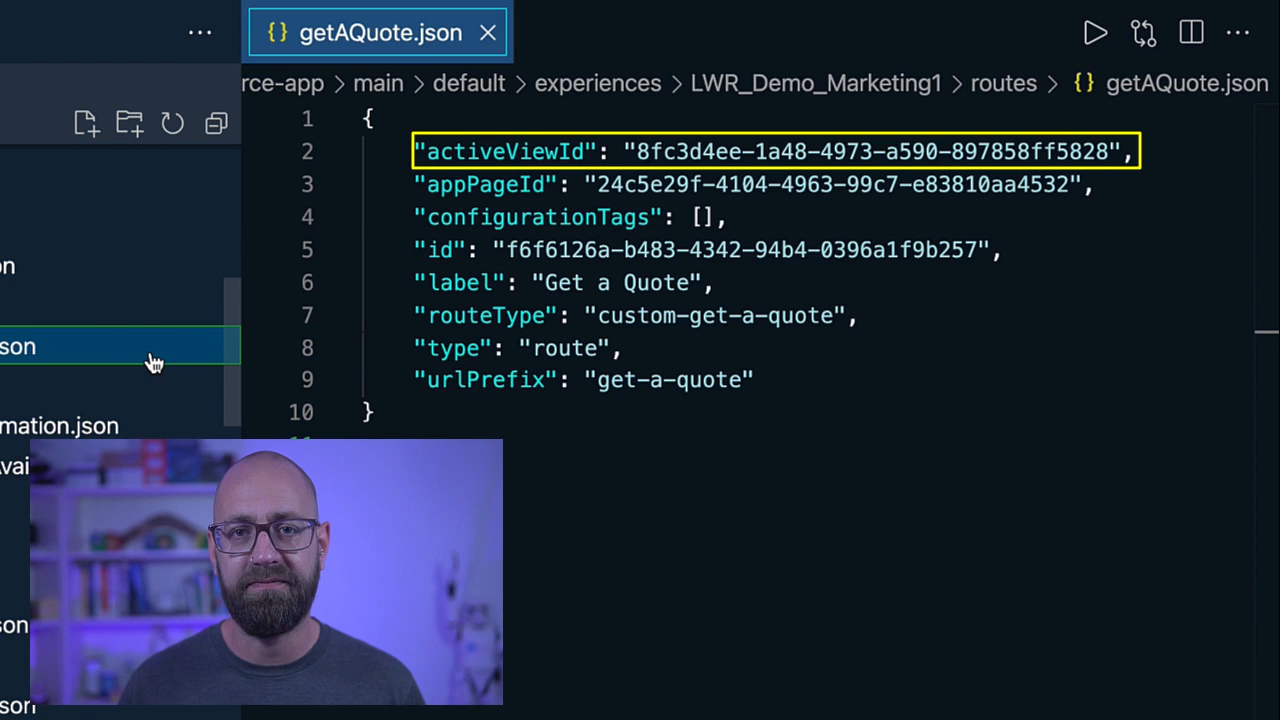 {} getAQuote.json
rce-app > main > default > experiences > LWR_Demo_Marketing1 > routes > {} getAQuote.json
1 {
2 "activeViewId": "8fc3d4ee-1a48-4973-a590-897858ff5828",
3 "appPageId": "24c5e29f-4104-4963-99c7-e83810aa4532",
4 "configurationTags": [],
5 "id": "f6f6126a-b483-4342-94b4-0396a1f9b257",
6 "label": "Get a Quote",
7 "routeType": "custom-get-a-quote",
8 "type": "route",
9 "urlPrefix": "get-a-quote"
10 }
on
son
mation.json
Avai
son